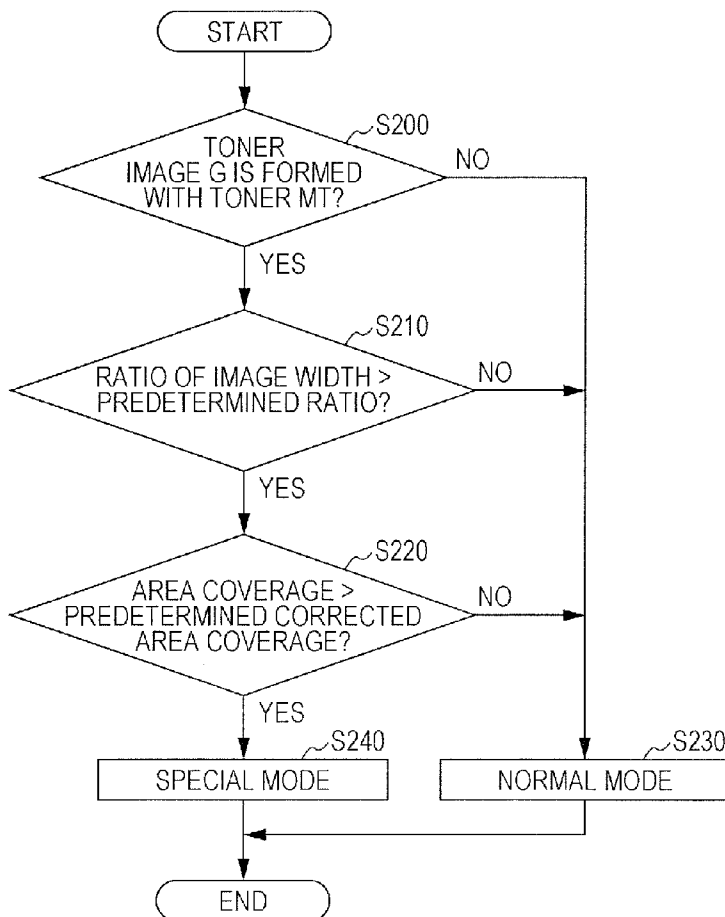 START
S200
TONER
IMAGE G IS FORMED
WITH TONER MT?
NO
YES
S210
RATIO OF IMAGE WIDTH >
PREDETERMINED RATIO?
NO
YES
S220
AREA COVERAGE >
PREDETERMINED CORRECTED
AREA COVERAGE?
NO
YES
S240
SPECIAL MODE
S230
NORMAL MODE
END